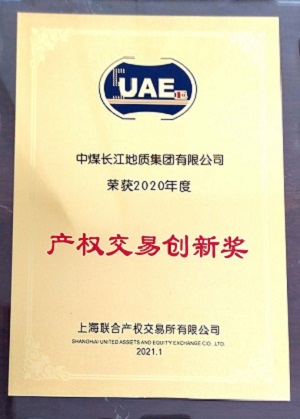 UAE
中煤长江地质集团有限公司
荣获2020年度
产权交易创新奖
上海联合产权交易所有限公司
SHANGHAI UNITED ASSETS AND EQUITY EXCHANGE CO., LTD.
2021.1